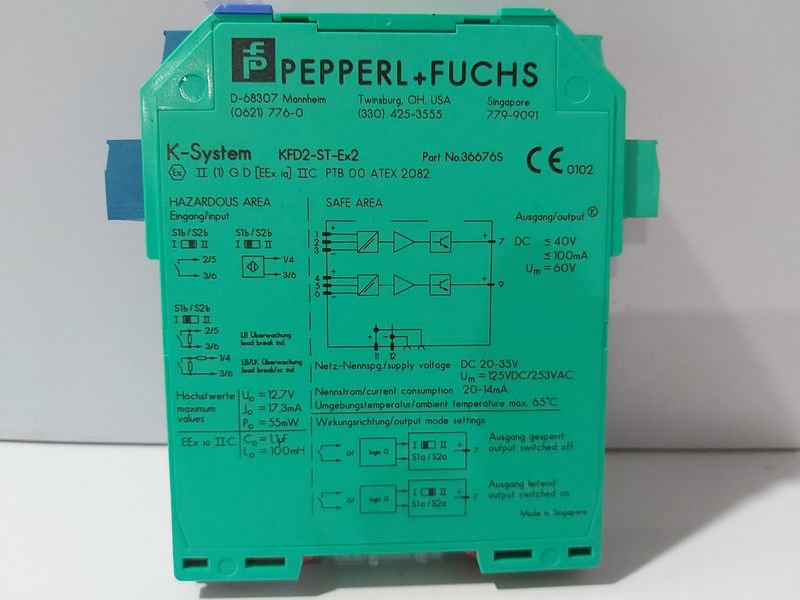 PEPPERL+FUCHS
D-68307 Mannheim Twinsburg, OH, USA Singapore
(0621) 776-0 (330) 425-3555 779-9091
K-System KFD2-ST-Ex2 Part No.36676S CE 0102
Ex II (1) G D [EEx ia] IIC PTB 00 ATEX 2082
HAZARDOUS AREA SAFE AREA
Eingang/input Ausgang/output ®
S1b/S2b S1b/S2b
I II I II
2/5 1/4
3/6 3/6
1 + 7
2
3 -
4 + 9
5
6 -
DC ≤ 40V
≤ 100mA
Um = 60V
S1b/S2b
I II
2/5
3/6
LB Überwachung
lead break ind.
1/4
3/6
LB/LK Überwachung
lead break/sc ind.
+ -
11 12
Netz-Nennspg/supply voltage DC 20-35V
Um = 125VDC/253VAC
Nennstrom/current consumption 20-14mA
Umgebungstemperatur/ambient temperature max. 65°C
Höchstwerte
maximum
values
Uo = 12,7V
Jo = 17,3mA
Po = 55mW
EEx ia IIC
Co = 1,1µF
Lo = 100mH
Wirkungsrichtung/output mode settings
or logic 0 I II + 7
S1a/S2a
Ausgang gesperrt
output switched off
or logic 0 I II + 7
S1a/S2a
Ausgang leitend
output switched on
Made in Singapore